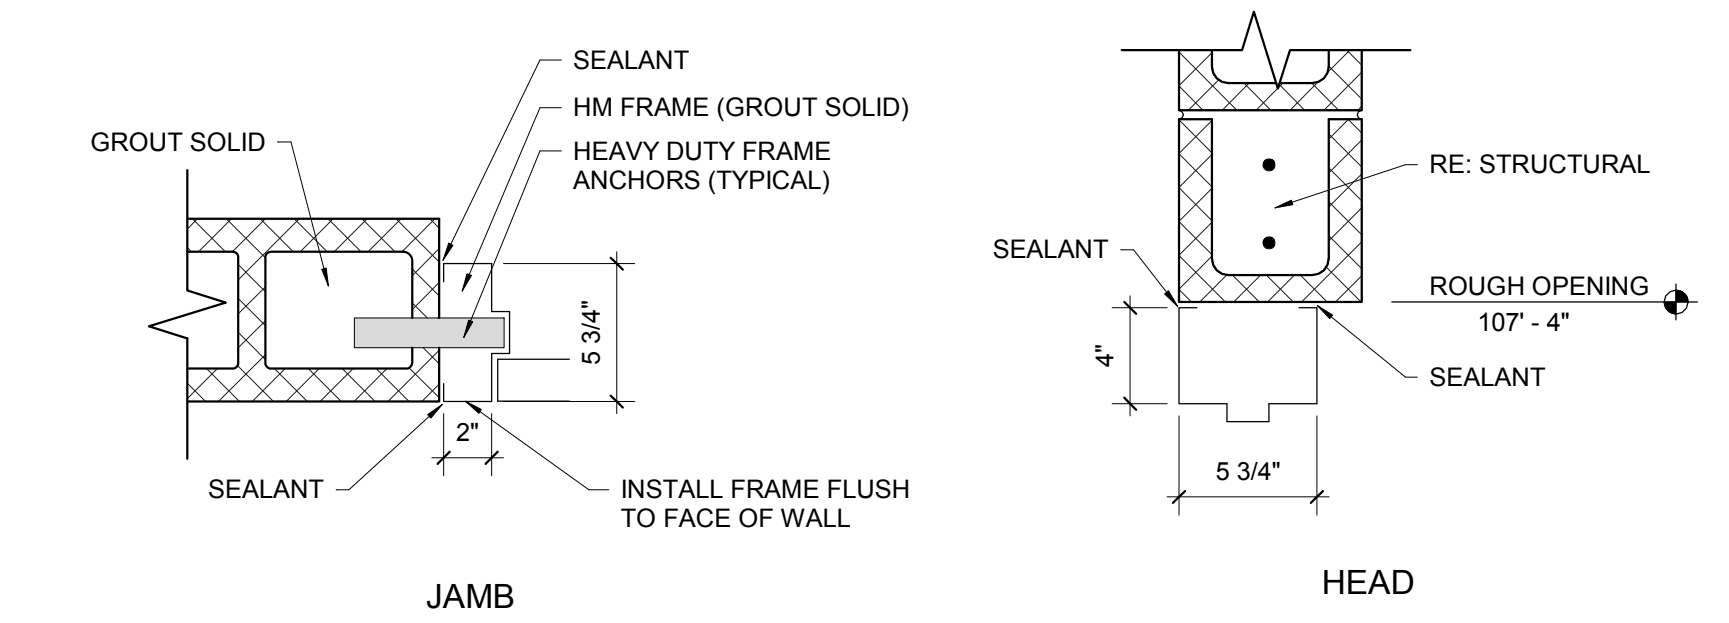 SEALANT
HM FRAME (GROUT SOLID)
GROUT SOLID
HEAVY DUTY FRAME
ANCHORS (TYPICAL)
5 3/4"
2"
SEALANT
INSTALL FRAME FLUSH
TO FACE OF WALL
JAMB
RE: STRUCTURAL
SEALANT
ROUGH OPENING
107' - 4"
4"
SEALANT
5 3/4"
HEAD